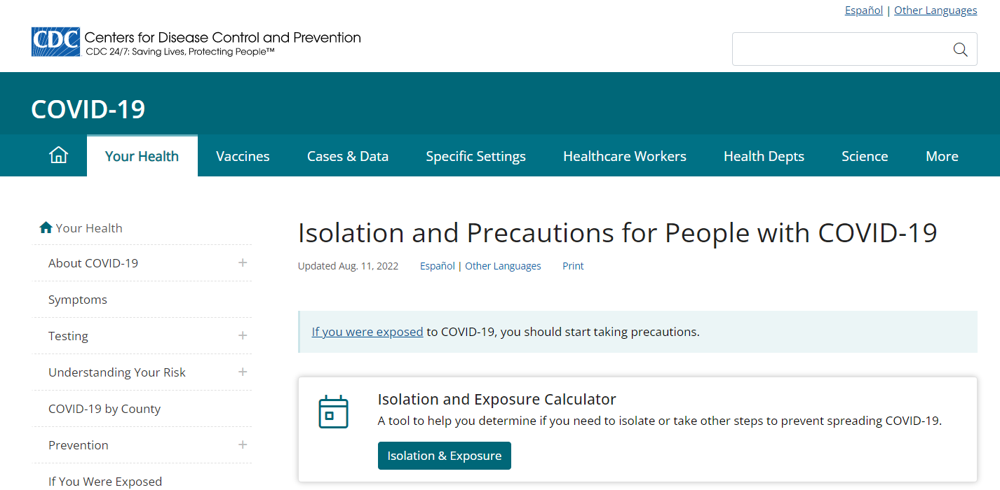 Español | Other Languages
CDC Centers for Disease Control and Prevention
CDC 24/7: Saving Lives, Protecting People™
COVID-19
Your Health Vaccines Cases & Data Specific Settings Healthcare Workers Health Depts Science More
Your Health
About COVID-19 +
Symptoms
Testing +
Understanding Your Risk +
COVID-19 by County
Prevention +
If You Were Exposed
Isolation and Precautions for People with COVID-19
Updated Aug. 11, 2022 Español | Other Languages Print
If you were exposed to COVID-19, you should start taking precautions.
Isolation and Exposure Calculator
A tool to help you determine if you need to isolate or take other steps to prevent spreading COVID-19.
Isolation & Exposure